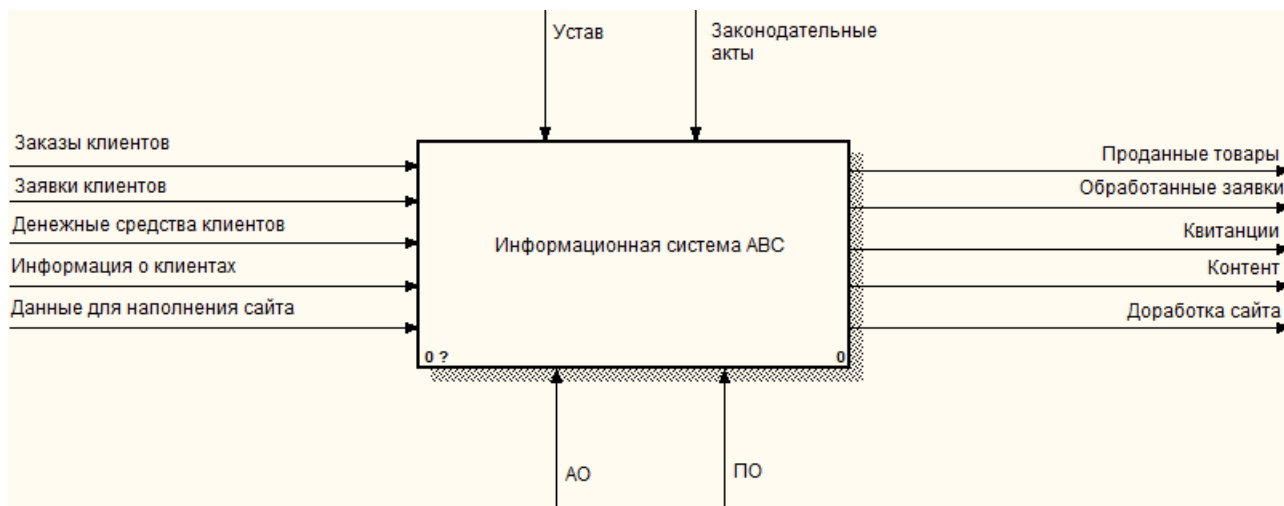 Устав
Законодательные
акты
Заказы клиентов
Заявки клиентов
Денежные средства клиентов
Информация о клиентах
Данные для наполнения сайта
Информационная система ABC
0 ?
0
Проданные товары
Обработанные заявки
Квитанции
Контент
Доработка сайта
АО
ПО